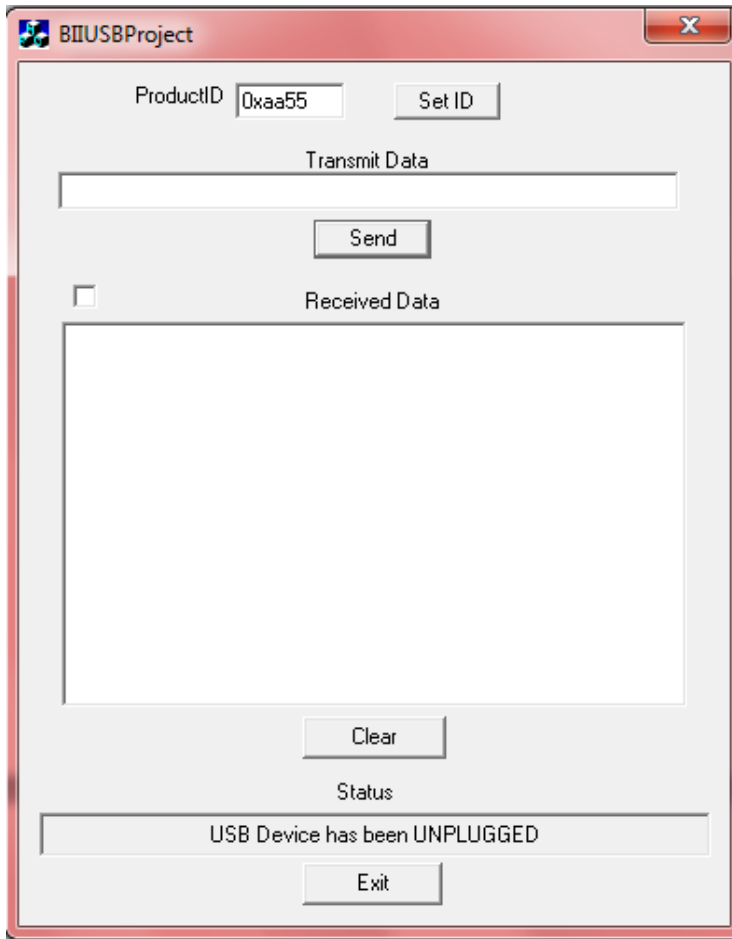 BIIUSBProject
ProductID 0xaa55 Set ID
Transmit Data
Send
Received Data
Clear
Status
USB Device has been UNPLUGGED
Exit